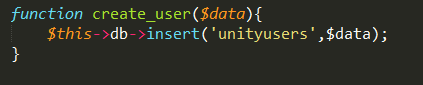 function create_user($data){
    $this->db->insert('unityusers',$data);
}